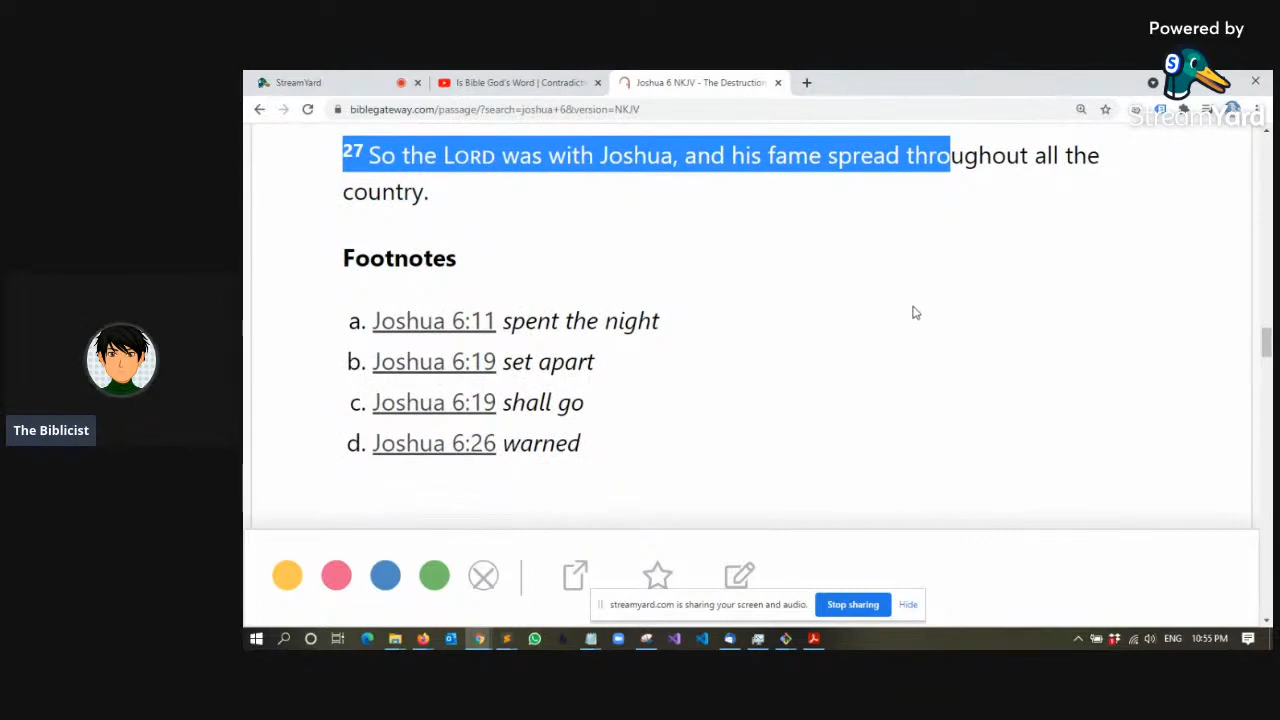 Powered by
StreamYard
StreamYard
Is Bible God's Word | Contradicti
Joshua 6 NKJV - The Destruction
biblegateway.com/passage/?search=joshua+6&version=NKJV
27 So the LORD was with Joshua, and his fame spread throughout all the
country.
Footnotes
a. Joshua 6:11 spent the night
b. Joshua 6:19 set apart
c. Joshua 6:19 shall go
d. Joshua 6:26 warned
The Biblicist
streamyard.com is sharing your screen and audio.
Stop sharing
Hide
ENG
10:55 PM